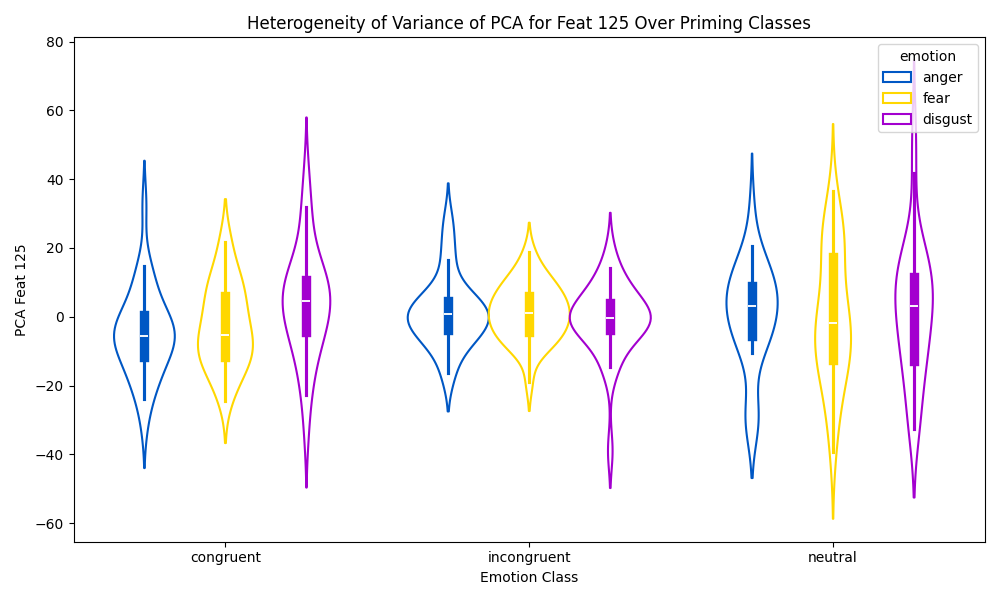 Heterogeneity of Variance of PCA for Feat 125 Over Priming Classes
emotion
anger
fear
disgust
PCA Feat 125
80
60
40
20
0
−20
−40
−60
congruent
incongruent
neutral
Emotion Class